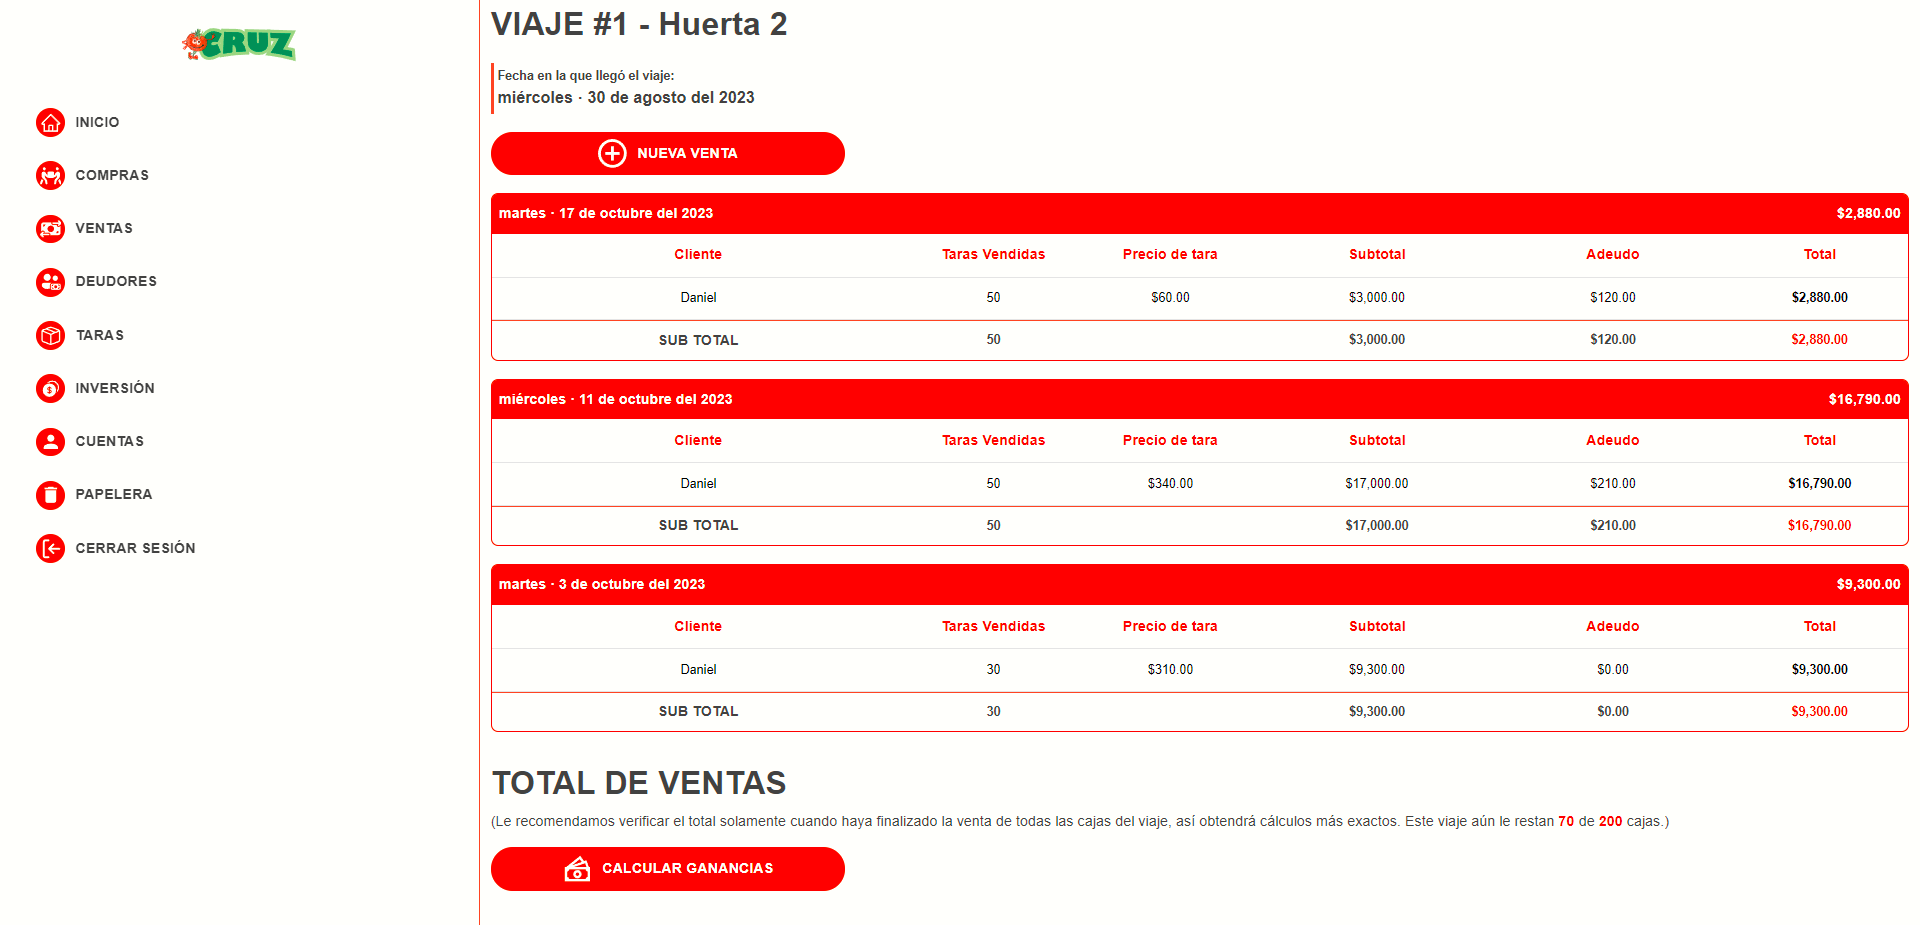 CRUZ
INICIO
COMPRAS
VENTAS
DEUDORES
TARAS
INVERSIÓN
CUENTAS
PAPELERA
CERRAR SESIÓN
VIAJE #1 - Huerta 2
Fecha en la que llegó el viaje:
miércoles · 30 de agosto del 2023
NUEVA VENTA
martes · 17 de octubre del 2023 $2,880.00
Cliente Taras Vendidas Precio de tara Subtotal Adeudo Total
Daniel 50 $60.00 $3,000.00 $120.00 $2,880.00
SUB TOTAL 50 $3,000.00 $120.00 $2,880.00
miércoles · 11 de octubre del 2023 $16,790.00
Cliente Taras Vendidas Precio de tara Subtotal Adeudo Total
Daniel 50 $340.00 $17,000.00 $210.00 $16,790.00
SUB TOTAL 50 $17,000.00 $210.00 $16,790.00
martes · 3 de octubre del 2023 $9,300.00
Cliente Taras Vendidas Precio de tara Subtotal Adeudo Total
Daniel 30 $310.00 $9,300.00 $0.00 $9,300.00
SUB TOTAL 30 $9,300.00 $0.00 $9,300.00
TOTAL DE VENTAS
(Le recomendamos verificar el total solamente cuando haya finalizado la venta de todas las cajas del viaje, así obtendrá cálculos más exactos. Este viaje aún le restan 70 de 200 cajas.)
CALCULAR GANANCIAS